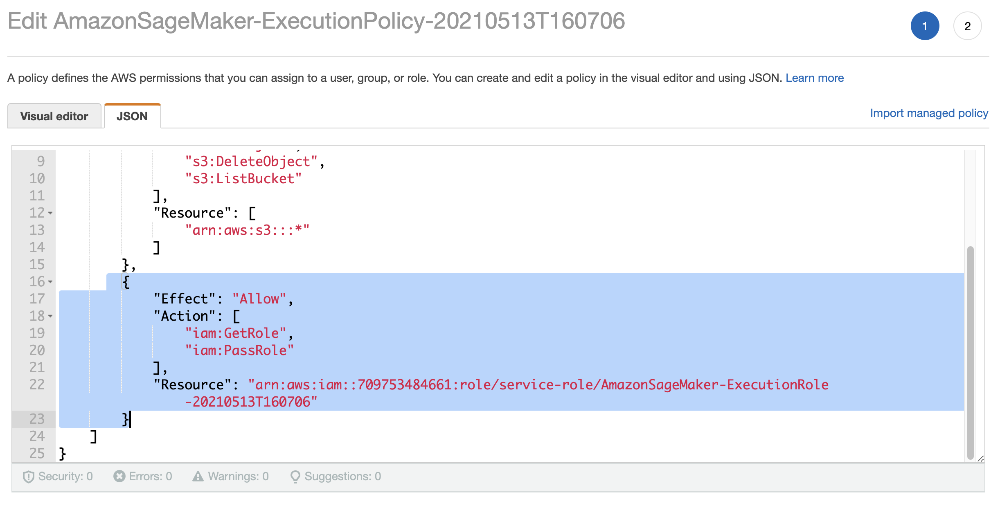 Edit AmazonSageMaker-ExecutionPolicy-20210513T160706
1 2
A policy defines the AWS permissions that you can assign to a user, group, or role. You can create and edit a policy in the visual editor and using JSON. Learn more
Visual editor JSON Import managed policy
9 "s3:DeleteObject",
10 "s3:ListBucket"
11 ],
12 "Resource": [
13 "arn:aws:s3:::*"
14 ]
15 },
16 {
17 "Effect": "Allow",
18 "Action": [
19 "iam:GetRole",
20 "iam:PassRole"
21 ],
22 "Resource": "arn:aws:iam::709753484661:role/service-role/AmazonSageMaker-ExecutionRole
-20210513T160706"
23 }
24 ]
25 }
Security: 0 Errors: 0 Warnings: 0 Suggestions: 0